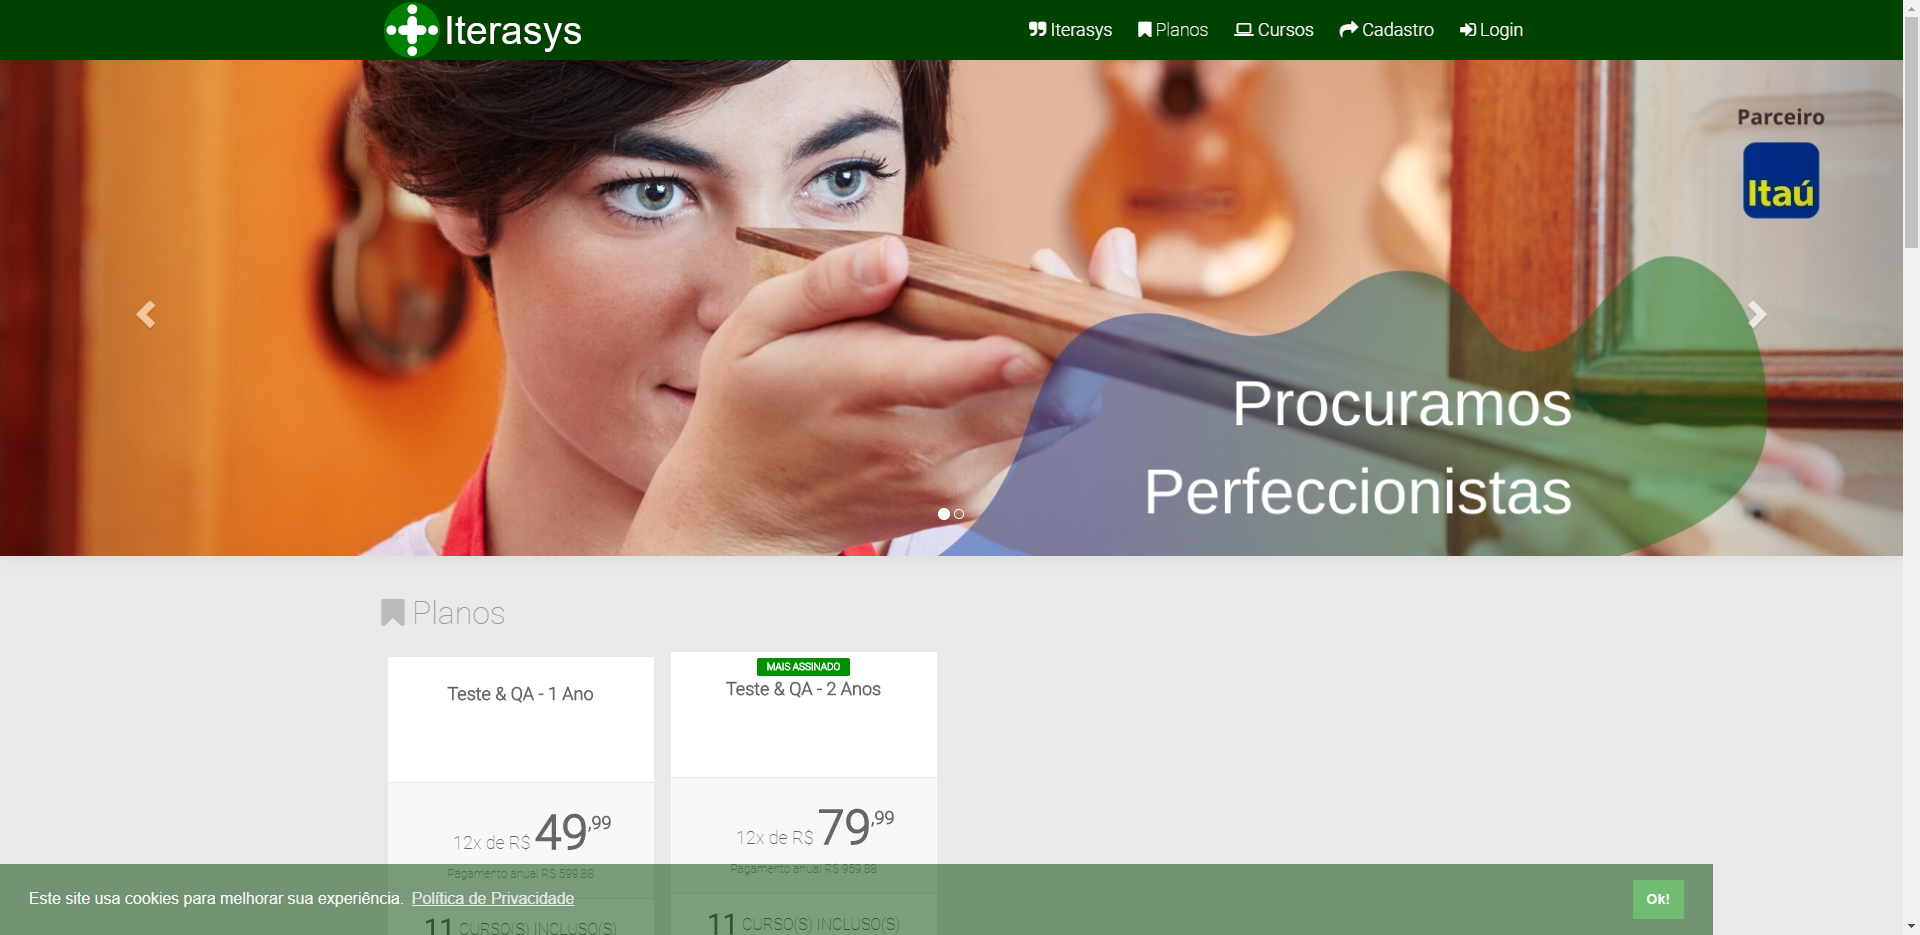 Iterasys
Iterasys Planos Cursos Cadastro Login
Parceiro
Itaú
Procuramos
Perfeccionistas
Planos
Teste & QA - 1 Ano
12x de R$ 49,99
Pagamento anual R$ 599.88
11 CURSO(S) INCLUSO(S)
MAIS ASSINADO
Teste & QA - 2 Anos
12x de R$ 79,99
Pagamento anual R$ 959.88
11 CURSO(S) INCLUSO(S)
Este site usa cookies para melhorar sua experiência. Política de Privacidade
Ok!